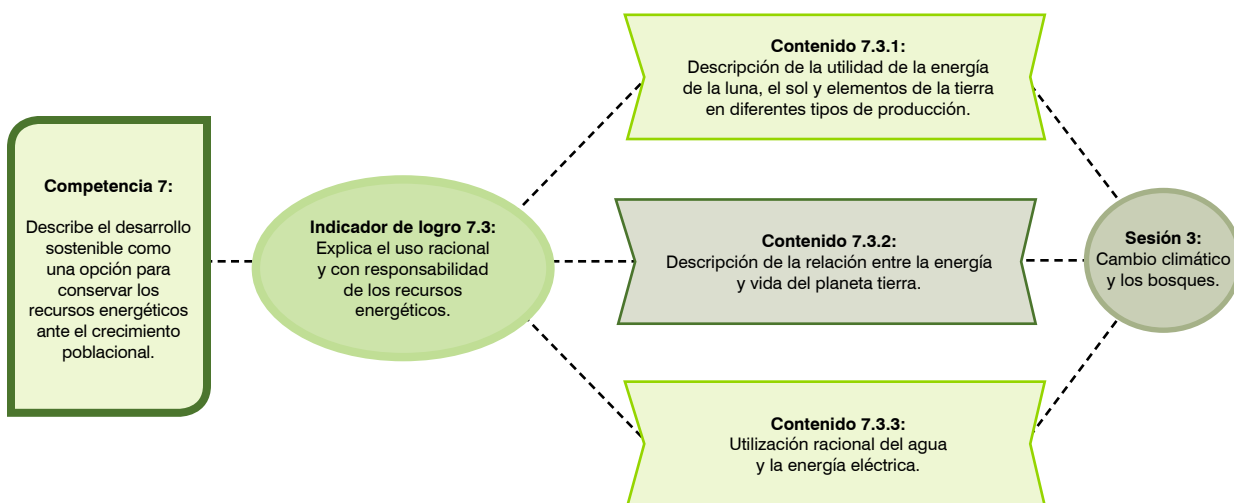 Competencia 7:
Describe el desarrollo
sostenible como
una opción para
conservar los
recursos energéticos
ante el crecimiento
poblacional.
Indicador de logro 7.3:
Explica el uso racional
y con responsabilidad
de los recursos
energéticos.
Contenido 7.3.1:
Descripción de la utilidad de la energía
de la luna, el sol y elementos de la tierra
en diferentes tipos de producción.
Contenido 7.3.2:
Descripción de la relación entre la energía
y vida del planeta tierra.
Contenido 7.3.3:
Utilización racional del agua
y la energía eléctrica.
Sesión 3:
Cambio climático
y los bosques.